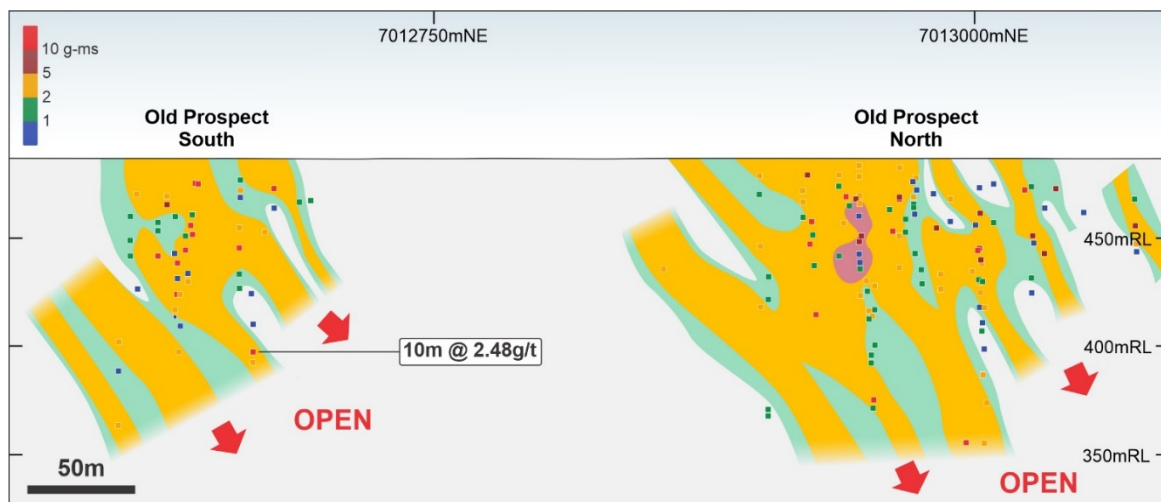 7012750mNE
7013000mNE
10 g-ms
5
2
1
Old Prospect
South
Old Prospect
North
450mRL
400mRL
350mRL
10m @ 2.48g/t
OPEN
OPEN
50m